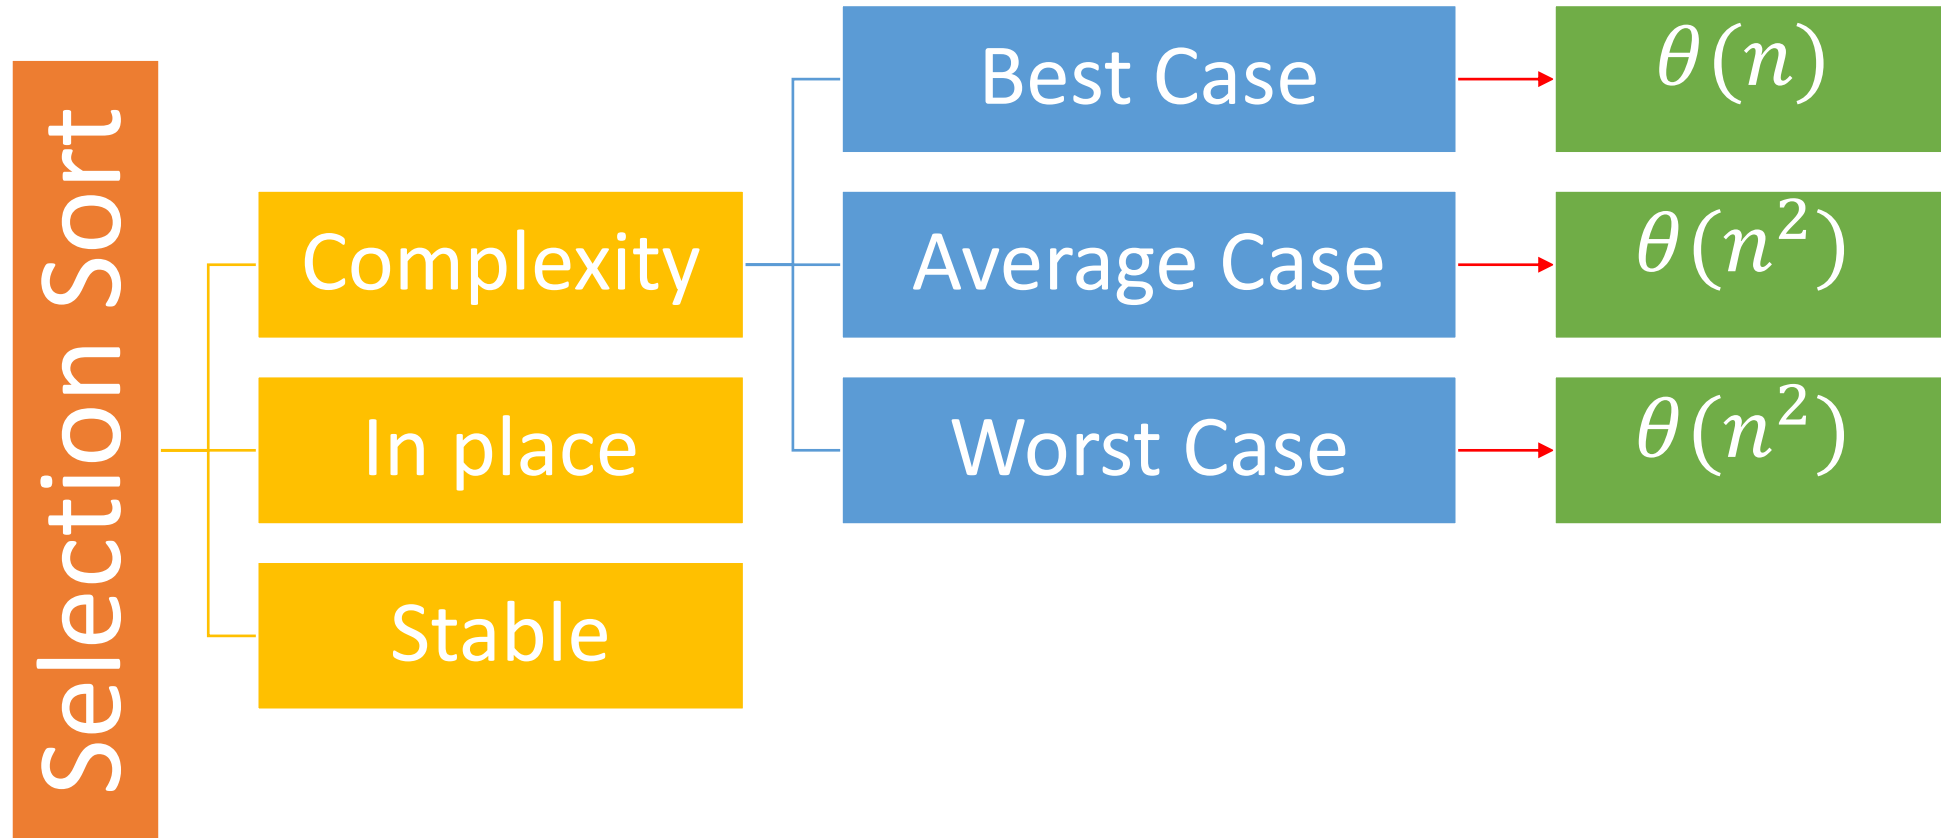 Selection Sort
Complexity
In place
Stable
Best Case
Average Case
Worst Case
θ(n)
θ(n²)
θ(n²)